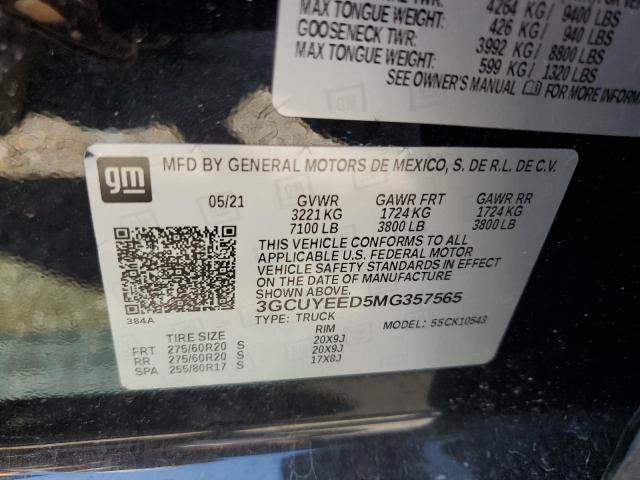 4264 KG/ 9400 LBS
MAX TONGUE WEIGHT: 426 KG/ 940 LBS
GOOSENECK TWR: 3992 KG/ 8800 LBS
MAX TONGUE WEIGHT: 599 KG/ 1320 LBS
SEE OWNER'S MANUAL FOR MORE INFORMATION
gm
MFD BY GENERAL MOTORS DE MEXICO, S. DE R.L. DE C.V.
05/21 GVWR GAWR FRT GAWR RR
3221 KG 1724 KG 1724 KG
7100 LB 3800 LB 3800 LB
THIS VEHICLE CONFORMS TO ALL
APPLICABLE U.S. FEDERAL MOTOR
VEHICLE SAFETY STANDARDS IN EFFECT
ON THE DATE OF MANUFACTURE
SHOWN ABOVE.
384A 3GCUYEED5MG357565
TYPE: TRUCK MODEL: 55CK10543
TIRE SIZE RIM
FRT 275/60R20 S 20X9J
RR 275/60R20 S 20X9J
SPA 255/80R17 S 17X8J